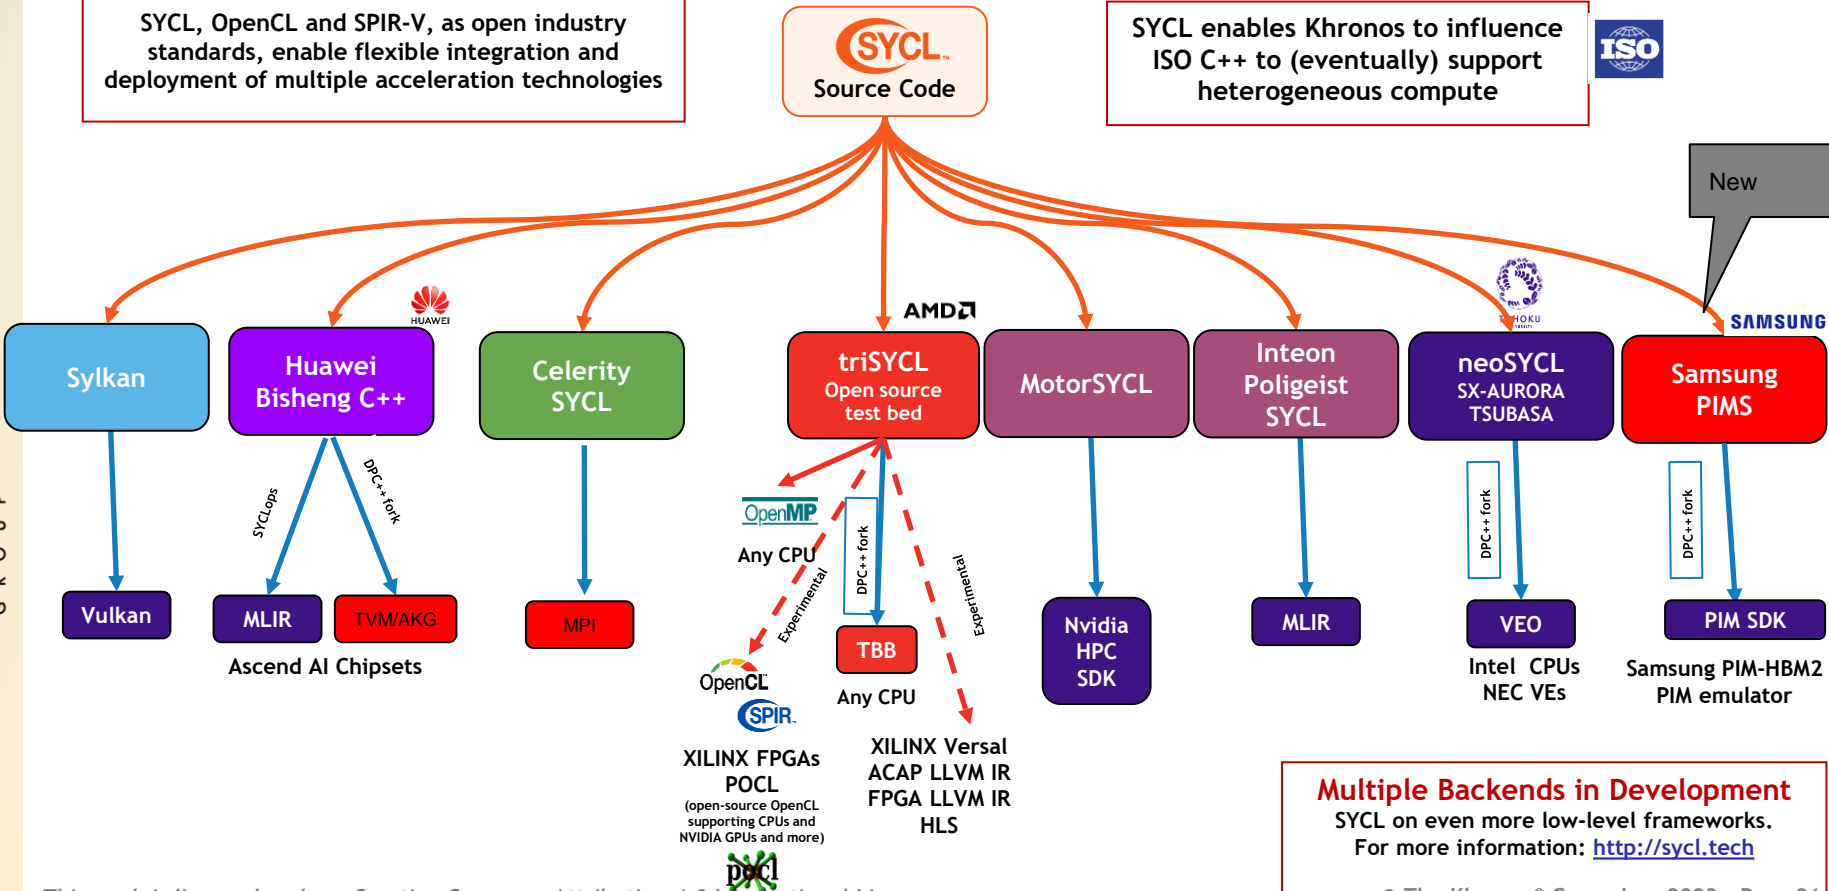 SYCL, OpenCL and SPIR-V, as open industry
standards, enable flexible integration and
deployment of multiple acceleration technologies
SYCL™
Source Code
SYCL enables Khronos to influence
ISO C++ to (eventually) support
heterogeneous compute
ISO
New
HUAWEI
AMD
SAMSUNG
Sylkan
Huawei
Bisheng C++
Celerity
SYCL
triSYCL
Open source
test bed
MotorSYCL
Inteon
Poligeist
SYCL
neoSYCL
SX-AURORA
TSUBASA
Samsung
PIMS
SYCLops
DPC++ fork
OpenMP
Any CPU
Experimental
DPC++ fork
Experimental
DPC++ fork
DPC++ fork
Vulkan
MLIR
TVM/AKG
Ascend AI Chipsets
MPI
OpenCL
SPIR™
XILINX FPGAs
POCL
(open-source OpenCL
supporting CPUs and
NVIDIA GPUs and more)
pocl
TBB
Any CPU
XILINX Versal
ACAP LLVM IR
FPGA LLVM IR
HLS
Nvidia
HPC
SDK
MLIR
VEO
Intel CPUs
NEC VEs
PIM SDK
Samsung PIM-HBM2
PIM emulator
Multiple Backends in Development
SYCL on even more low-level frameworks.
For more information: http://sycl.tech